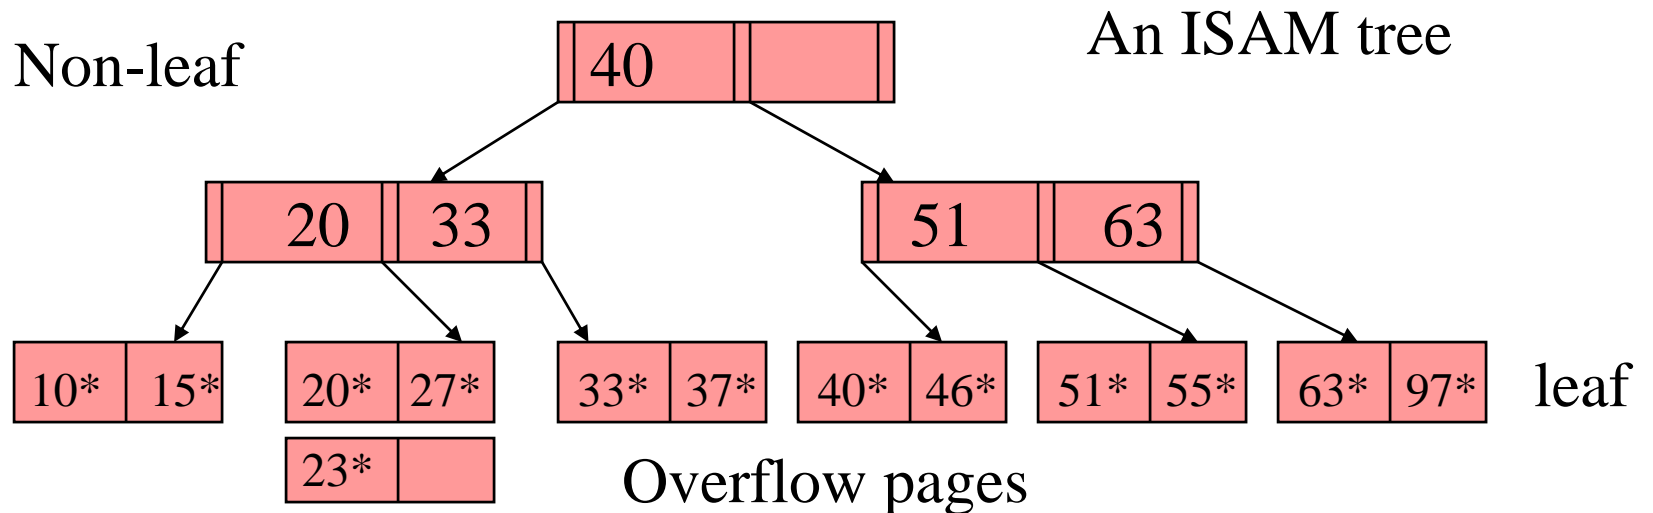 An ISAM tree
Non-leaf
40
20 33
51 63
10* 15*
20* 27*
33* 37*
40* 46*
51* 55*
63* 97*
leaf
23*
Overflow pages